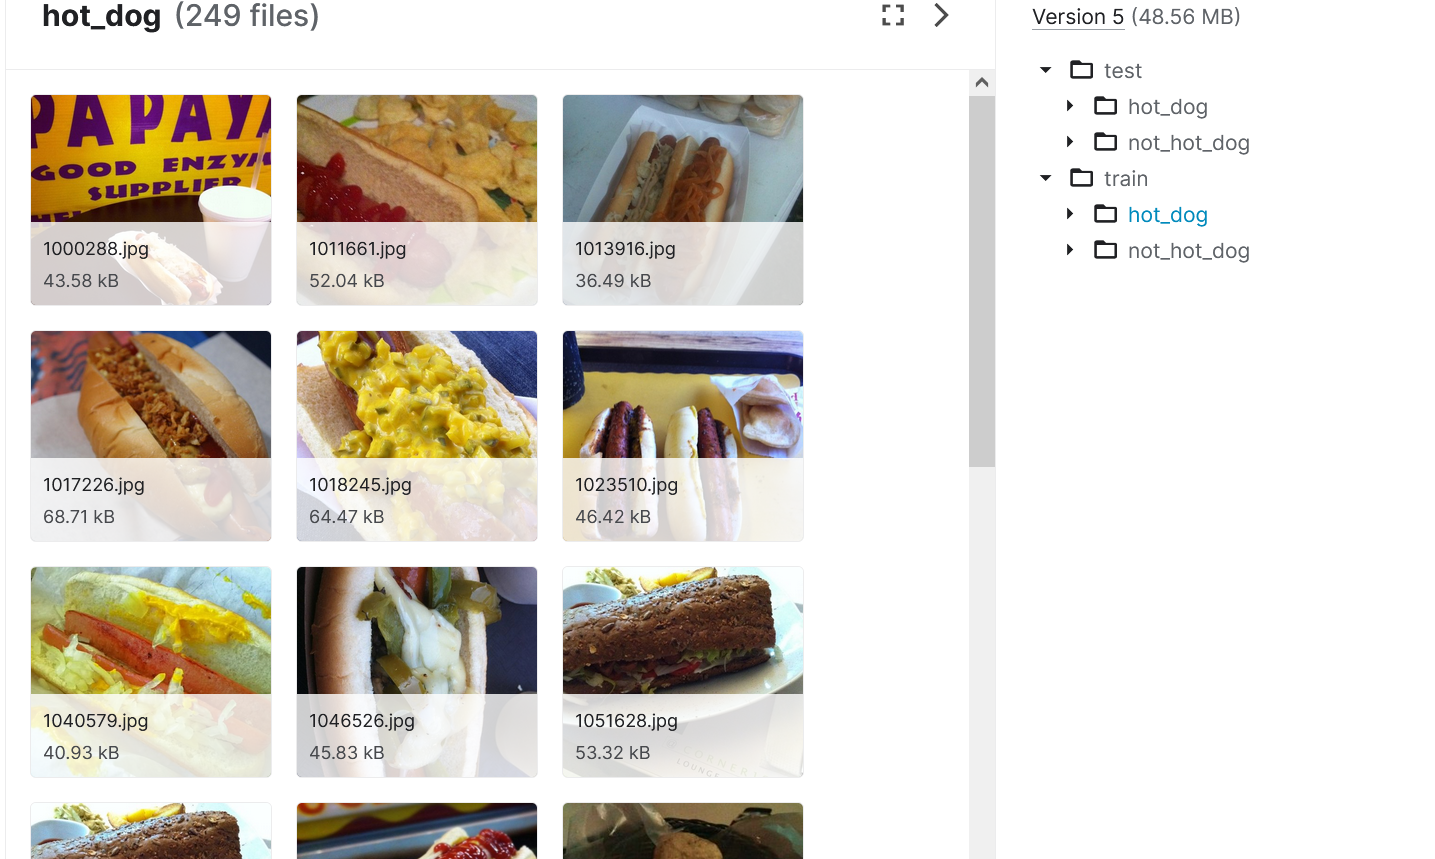 hot_dog (249 files)
Version 5 (48.56 MB)
test
hot_dog
not_hot_dog
train
hot_dog
not_hot_dog
PAPAYA
GOOD ENZYM
SUPPLIER
1000288.jpg
43.58 kB
1011661.jpg
52.04 kB
1013916.jpg
36.49 kB
1017226.jpg
68.71 kB
1018245.jpg
64.47 kB
1023510.jpg
46.42 kB
1040579.jpg
40.93 kB
1046526.jpg
45.83 kB
1051628.jpg
53.32 kB
LOUNGE